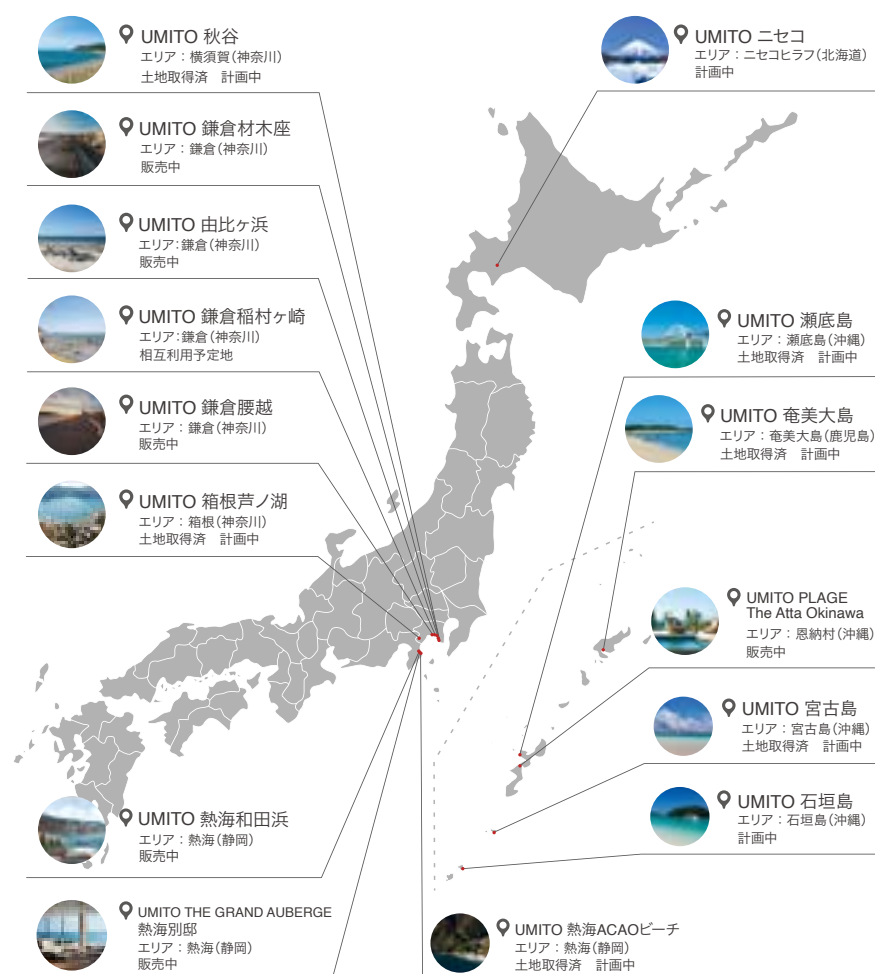 UMITO 秋谷
エリア：横須賀（神奈川）
土地取得済　計画中
UMITO 鎌倉材木座
エリア：鎌倉（神奈川）
販売中
UMITO 由比ヶ浜
エリア：鎌倉（神奈川）
販売中
UMITO 鎌倉稲村ヶ崎
エリア：鎌倉（神奈川）
相互利用予定地
UMITO 鎌倉腰越
エリア：鎌倉（神奈川）
販売中
UMITO 箱根芦ノ湖
エリア：箱根（神奈川）
土地取得済　計画中
UMITO 熱海和田浜
エリア：熱海（静岡）
販売中
UMITO THE GRAND AUBERGE
熱海別邸
エリア：熱海（静岡）
販売中
UMITO ニセコ
エリア：ニセコヒラフ（北海道）
計画中
UMITO 瀬底島
エリア：瀬底島（沖縄）
土地取得済　計画中
UMITO 奄美大島
エリア：奄美大島（鹿児島）
土地取得済　計画中
UMITO PLAGE
The Atta Okinawa
エリア：恩納村（沖縄）
販売中
UMITO 宮古島
エリア：宮古島（沖縄）
土地取得済　計画中
UMITO 石垣島
エリア：石垣島（沖縄）
計画中
UMITO 熱海ACAOビーチ
エリア：熱海（静岡）
土地取得済　計画中